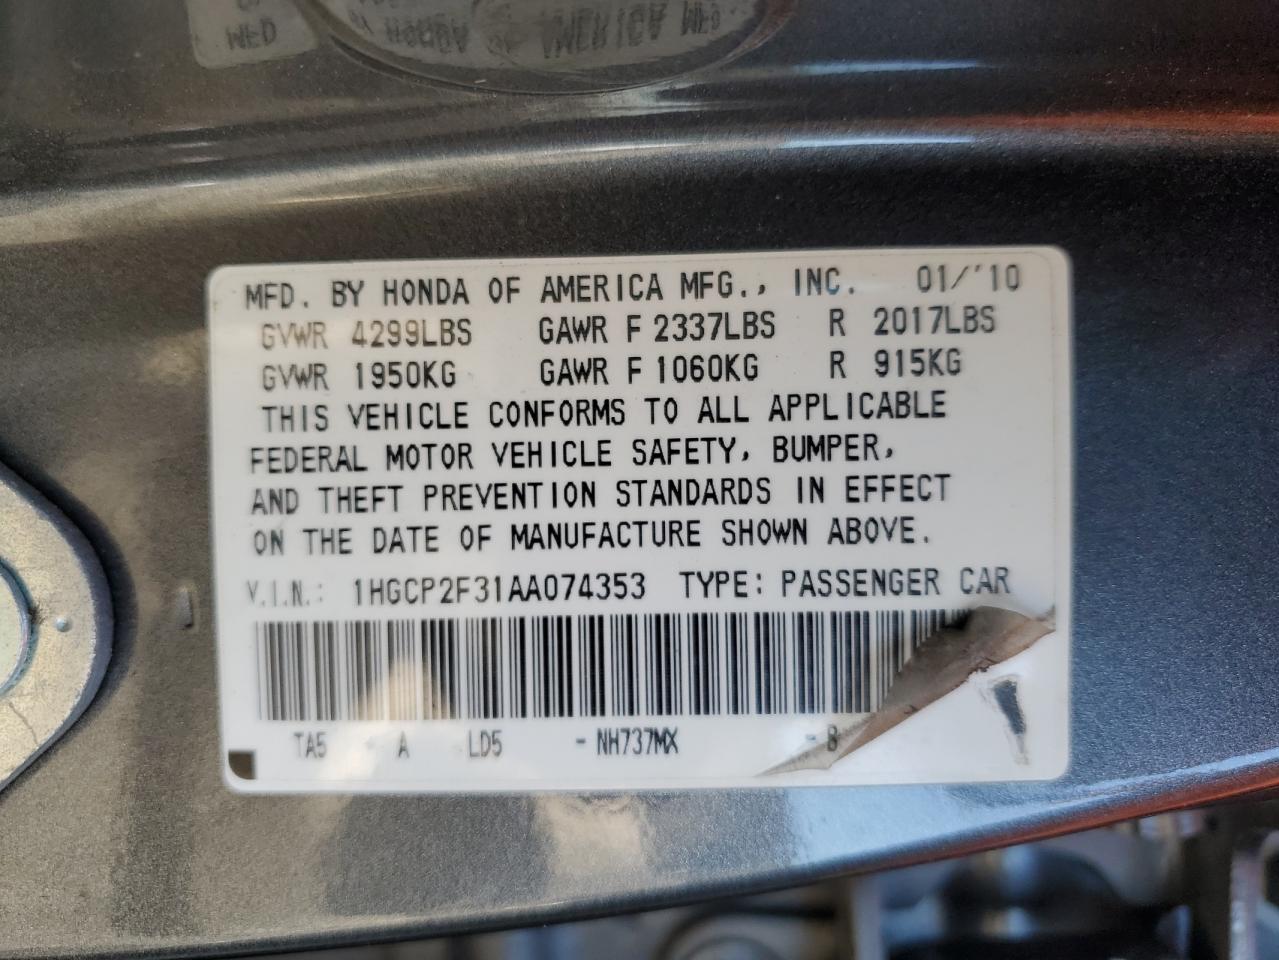 MFD. BY HONDA OF AMERICA MFG., INC. 01/'10
GVWR 4299LBS GAWR F 2337LBS R 2017LBS
GVWR 1950KG GAWR F 1060KG R 915KG
THIS VEHICLE CONFORMS TO ALL APPLICABLE
FEDERAL MOTOR VEHICLE SAFETY, BUMPER,
AND THEFT PREVENTION STANDARDS IN EFFECT
ON THE DATE OF MANUFACTURE SHOWN ABOVE.
V.I.N.: 1HGCP2F31AA074353 TYPE: PASSENGER CAR
TA5 - A LD5 - NH737MX - B